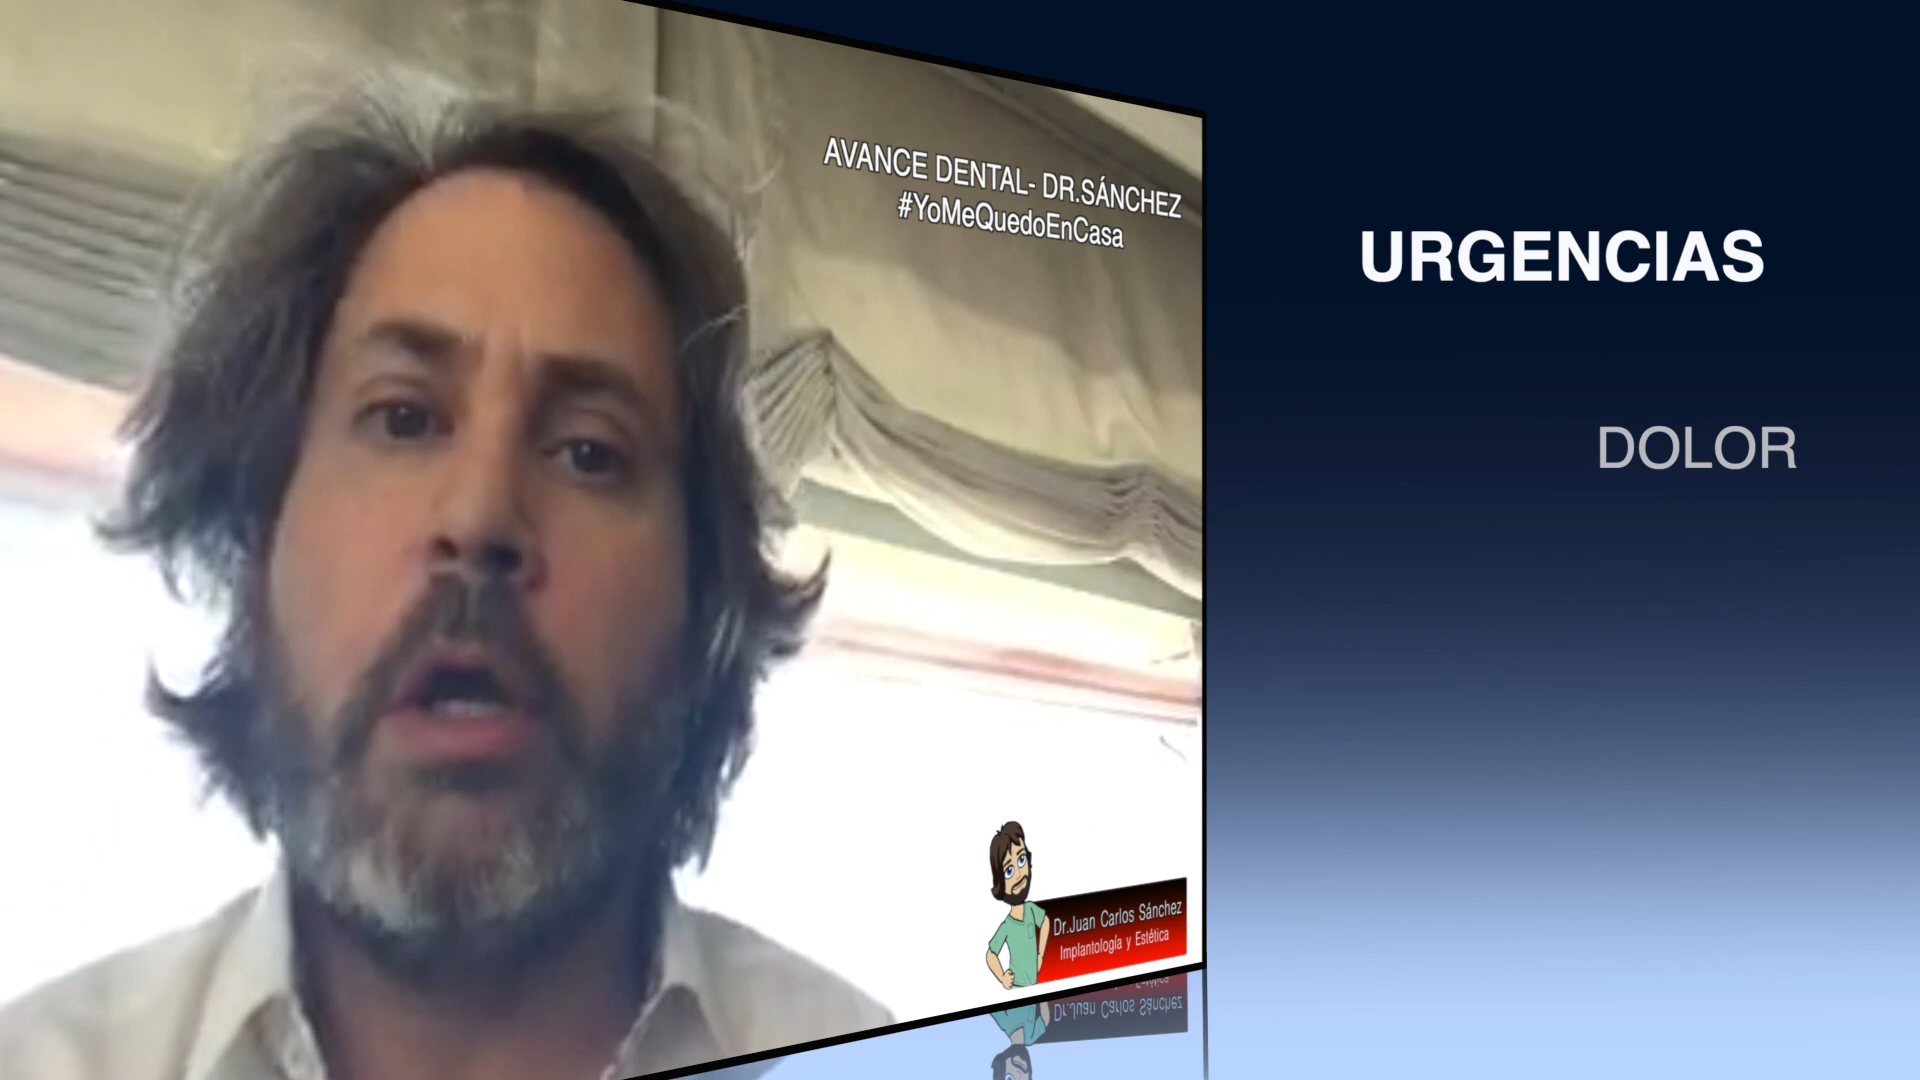 AVANCE DENTAL- DR.SÁNCHEZ
#YoMeQuedoEnCasa
URGENCIAS
DOLOR
Dr.Juan Carlos Sánchez
Implantología y Estética